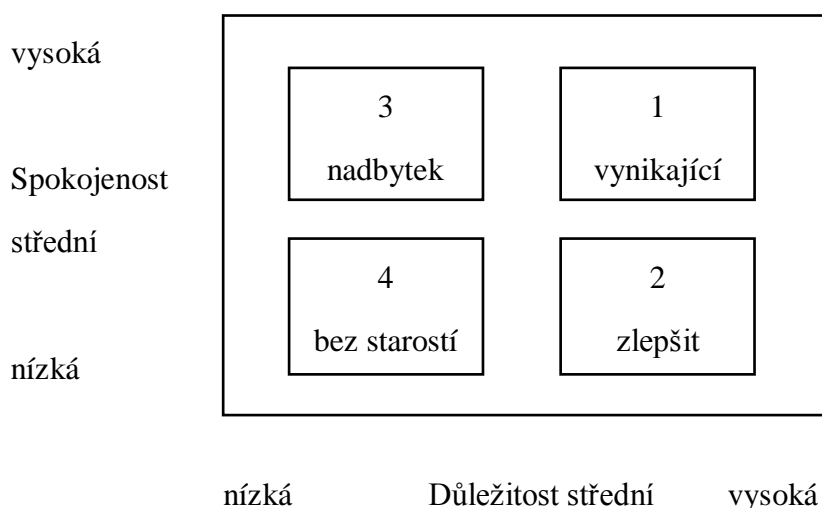 vysoká
3
1
nadbytek
vynikající
Spokojenost
střední
4
2
bez starostí
zlepšit
nízká
nízká Důležitost střední vysoká